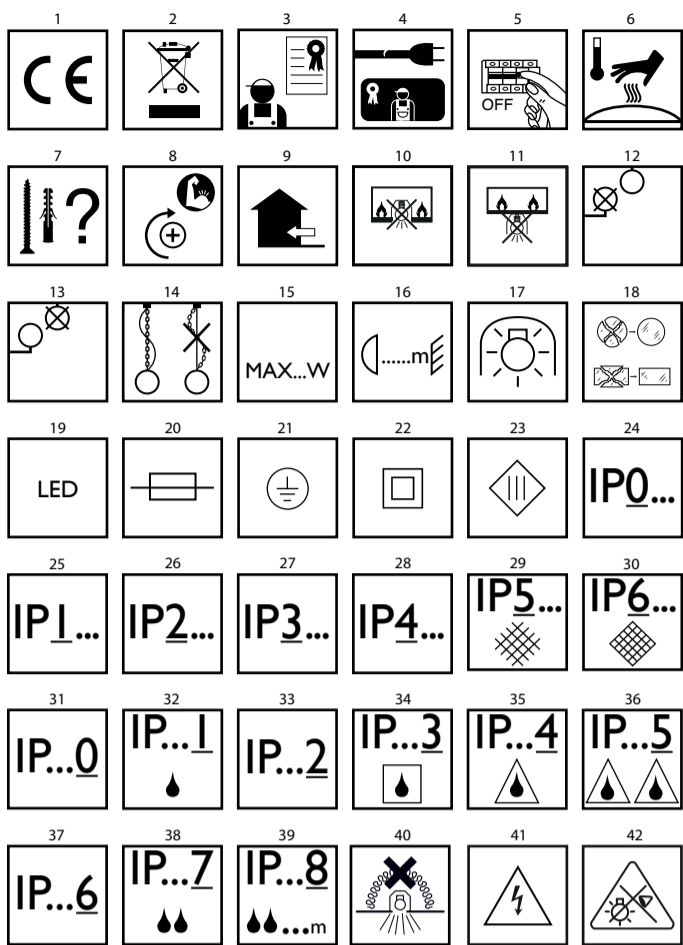 1 2 3 4 5 6
CE
OFF
7 8 9 10 11 12
?
13 14 15 16 17 18
MAX...W
......m
19 20 21 22 23 24
LED
IP0...
25 26 27 28 29 30
IP1... IP2... IP3... IP4... IP5... IP6...
31 32 33 34 35 36
IP...0 IP...1 IP...2 IP...3 IP...4 IP...5
37 38 39 40 41 42
IP...6 IP...7 IP...8
...m